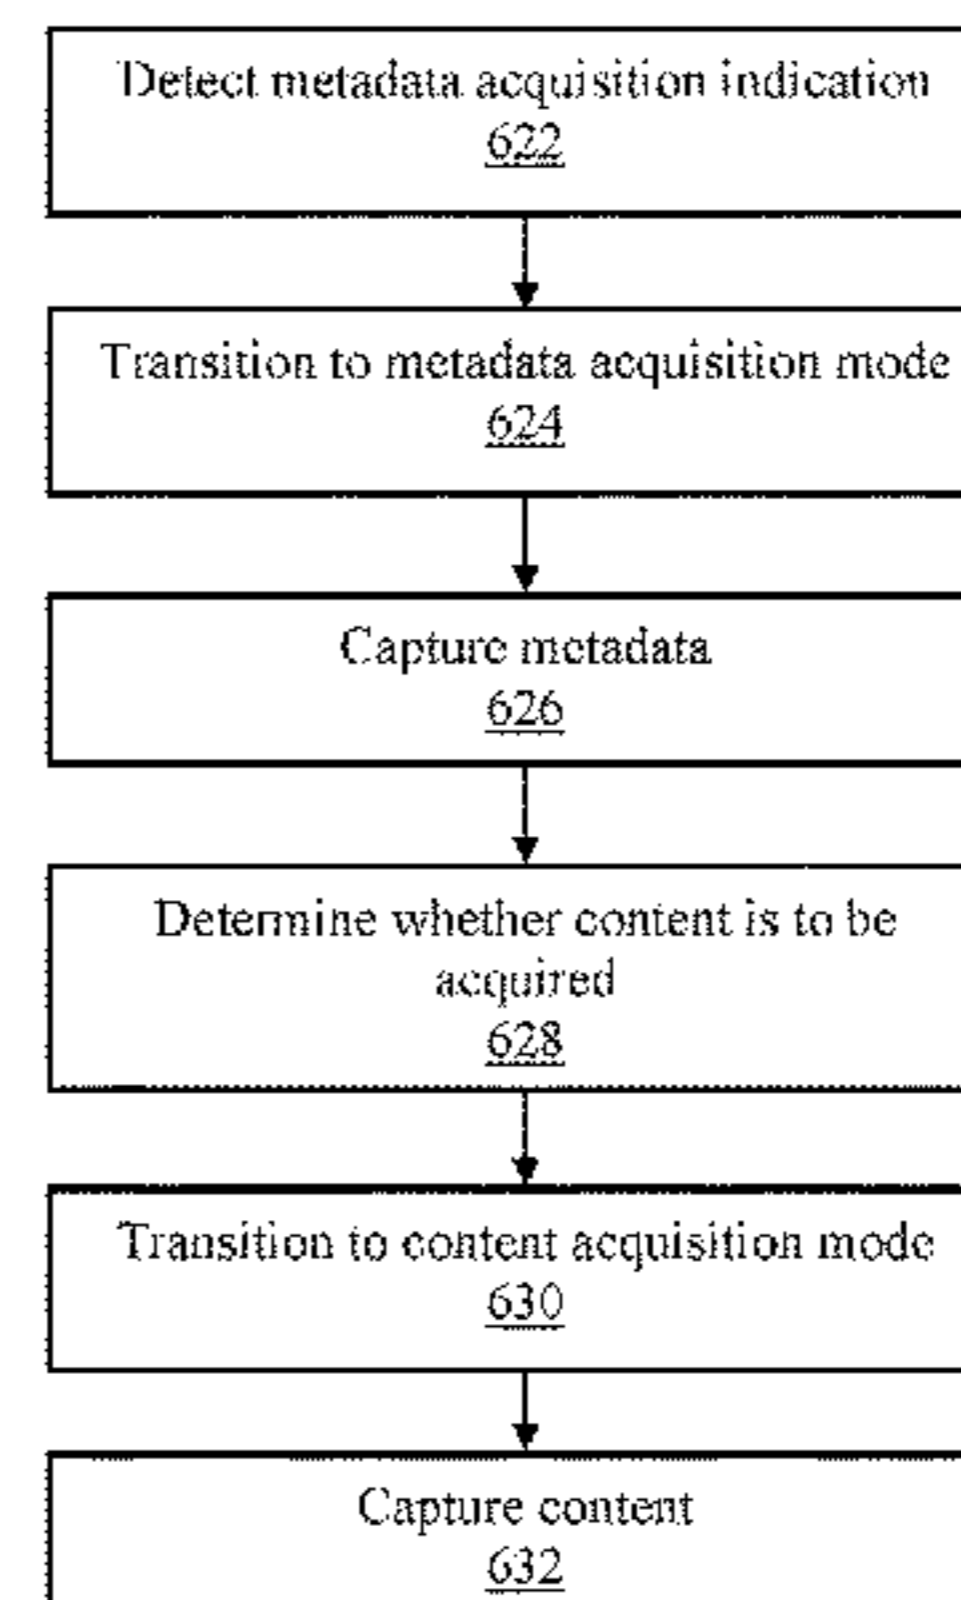 Detect metadata acquisition indication
622
Transition to metadata acquisition mode
624
Capture metadata
626
Determine whether content is to be
acquired
628
Transition to content acquisition mode
630
Capture content
632